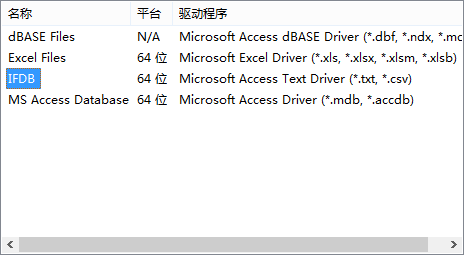 名称 平台 驱动程序
dBASE Files N/A Microsoft Access dBASE Driver (*.dbf, *.ndx, *.mc
Excel Files 64 位 Microsoft Excel Driver (*.xls, *.xlsx, *.xlsm, *.xlsb)
IFDB 64 位 Microsoft Access Text Driver (*.txt, *.csv)
MS Access Database 64 位 Microsoft Access Driver (*.mdb, *.accdb)